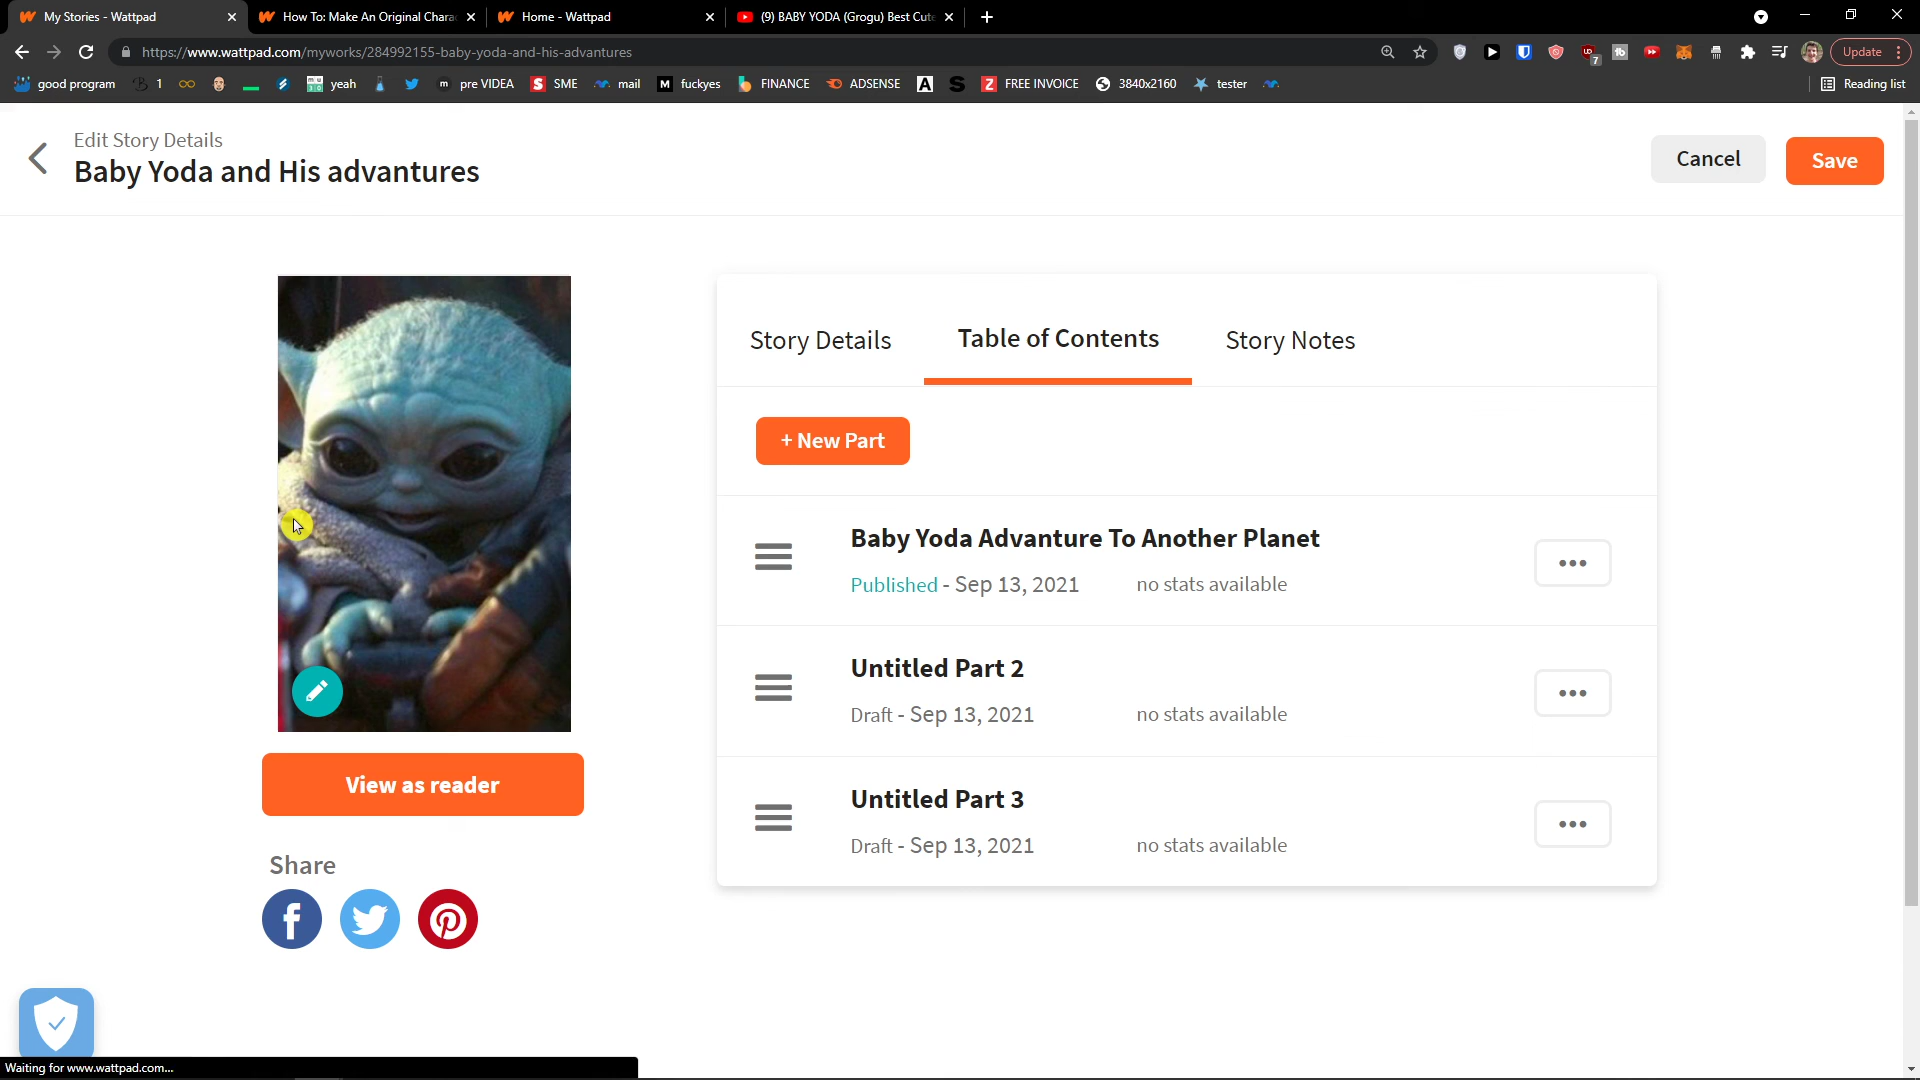 My Stories - Wattpad
How To: Make An Original Charac
Home - Wattpad
(9) BABY YODA (Grogu) Best Cute
https://www.wattpad.com/myworks/284992155-baby-yoda-and-his-advantures
7
Update
good program
1
yeah
pre VIDEA
SME
mail
fuckyes
FINANCE
ADSENSE
FREE INVOICE
3840x2160
tester
Reading list
Edit Story Details
Baby Yoda and His advantures
Cancel
Save
Story Details
Table of Contents
Story Notes
+ New Part
Baby Yoda Advanture To Another Planet
Published - Sep 13, 2021 no stats available
Untitled Part 2
Draft - Sep 13, 2021 no stats available
Untitled Part 3
Draft - Sep 13, 2021 no stats available
View as reader
Share
Waiting for www.wattpad.com...